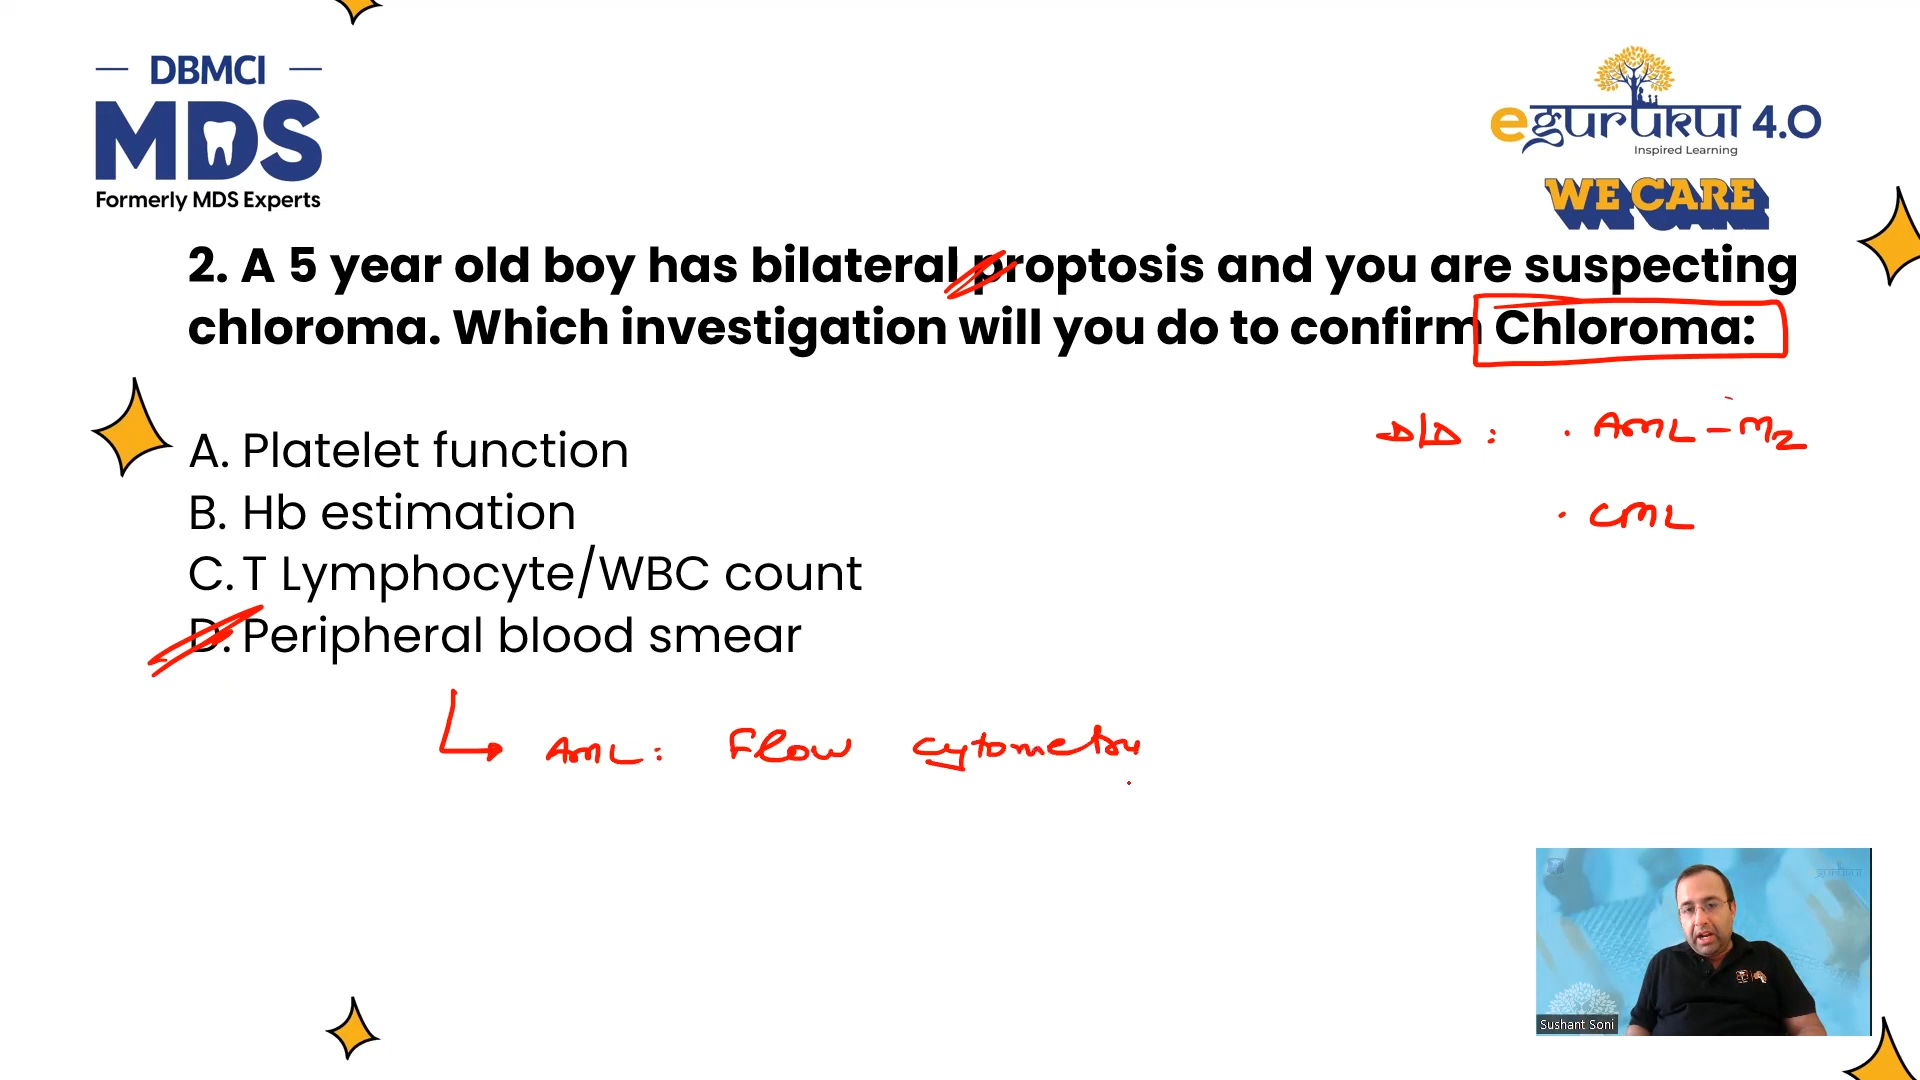 DBMCI
MDS
Formerly MDS Experts
eGurukul 4.0
Inspired Learning
WE CARE
2. A 5 year old boy has bilateral proptosis and you are suspecting
chloroma. Which investigation will you do to confirm Chloroma:
A. Platelet function
B. Hb estimation
C. T Lymphocyte/WBC count
D. Peripheral blood smear
D/D : . AML - M2
. CML
AML : Flow cytometry
Sushant Soni